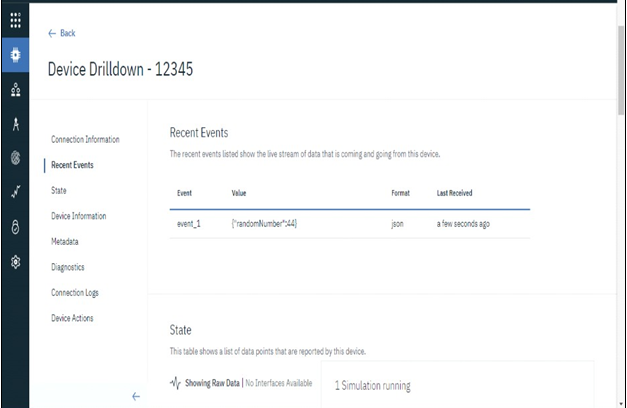 ← Back
Device Drilldown - 12345
Connection Information
Recent Events
State
Device Information
Metadata
Diagnostics
Connection Logs
Device Actions
Recent Events
The recent events listed show the live stream of data that is coming and going from this device.
Event Value Format Last Received
event_1 {"randomNumber":44} json a few seconds ago
State
This table shows a list of data points that are reported by this device.
Showing Raw Data | No Interfaces Available
1 Simulation running